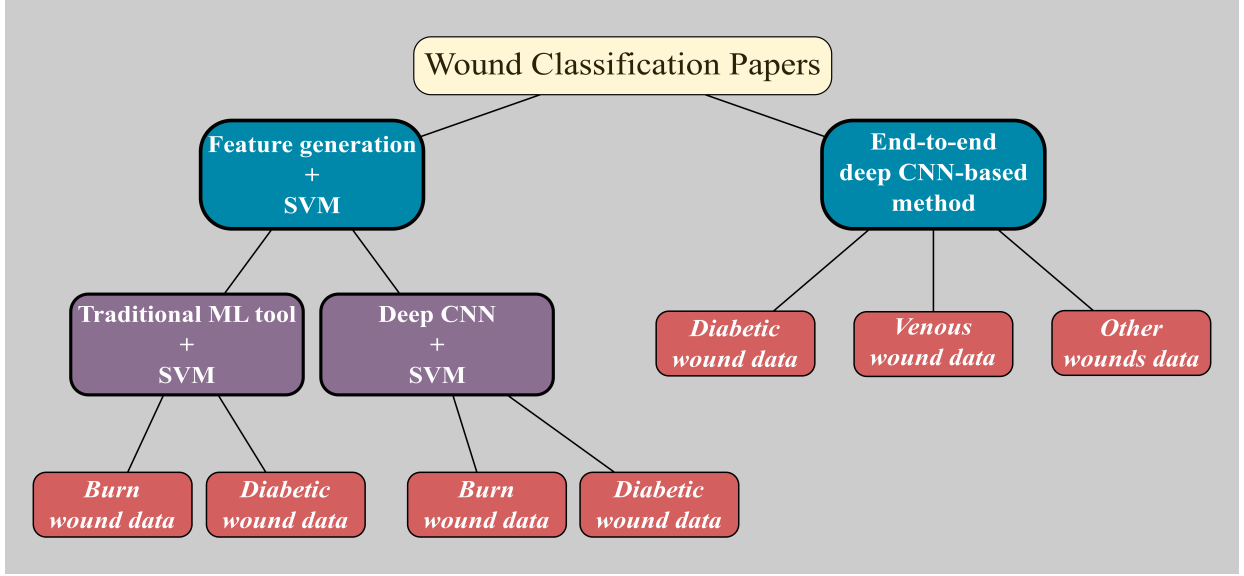 Wound Classification Papers
Feature generation
+
SVM
End-to-end
deep CNN-based
method
Traditional ML tool
+
SVM
Deep CNN
+
SVM
Diabetic
wound data
Venous
wound data
Other
wounds data
Burn
wound data
Diabetic
wound data
Burn
wound data
Diabetic
wound data